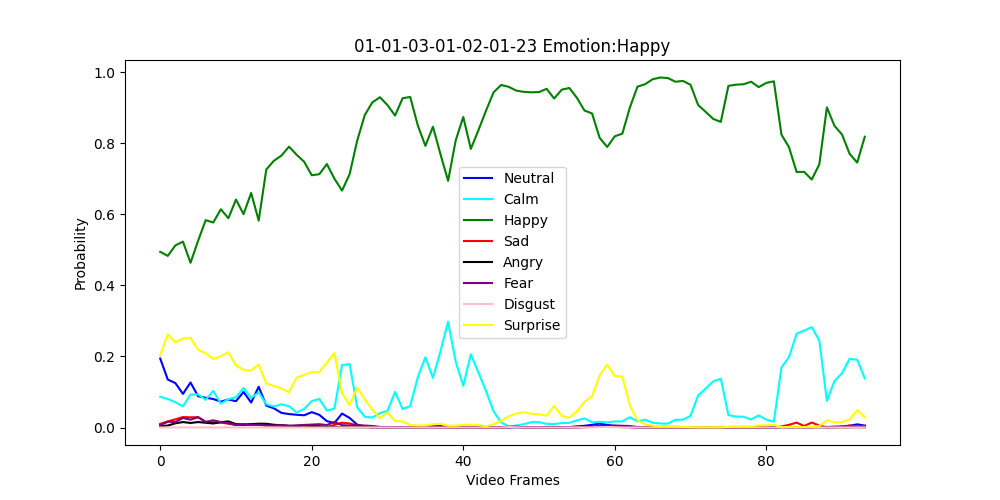 01-01-03-01-02-01-23 Emotion:Happy
Probability
1.0
0.8
0.6
0.4
0.2
0.0
Neutral
Calm
Happy
Sad
Angry
Fear
Disgust
Surprise
0 20 40 60 80
Video Frames